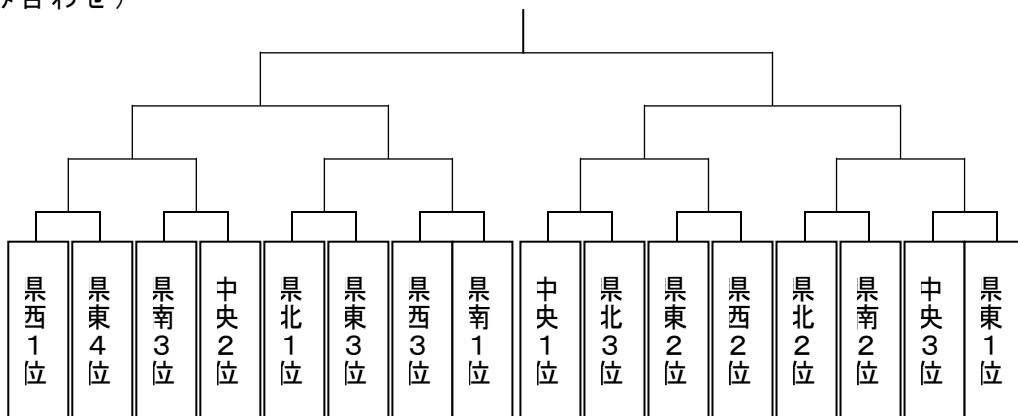 み合わせ）
県西1位
県東4位
県南3位
中央2位
県北1位
県東3位
県西3位
県南1位
中央1位
県北3位
県東2位
県西2位
県北2位
県南2位
中央3位
県東1位